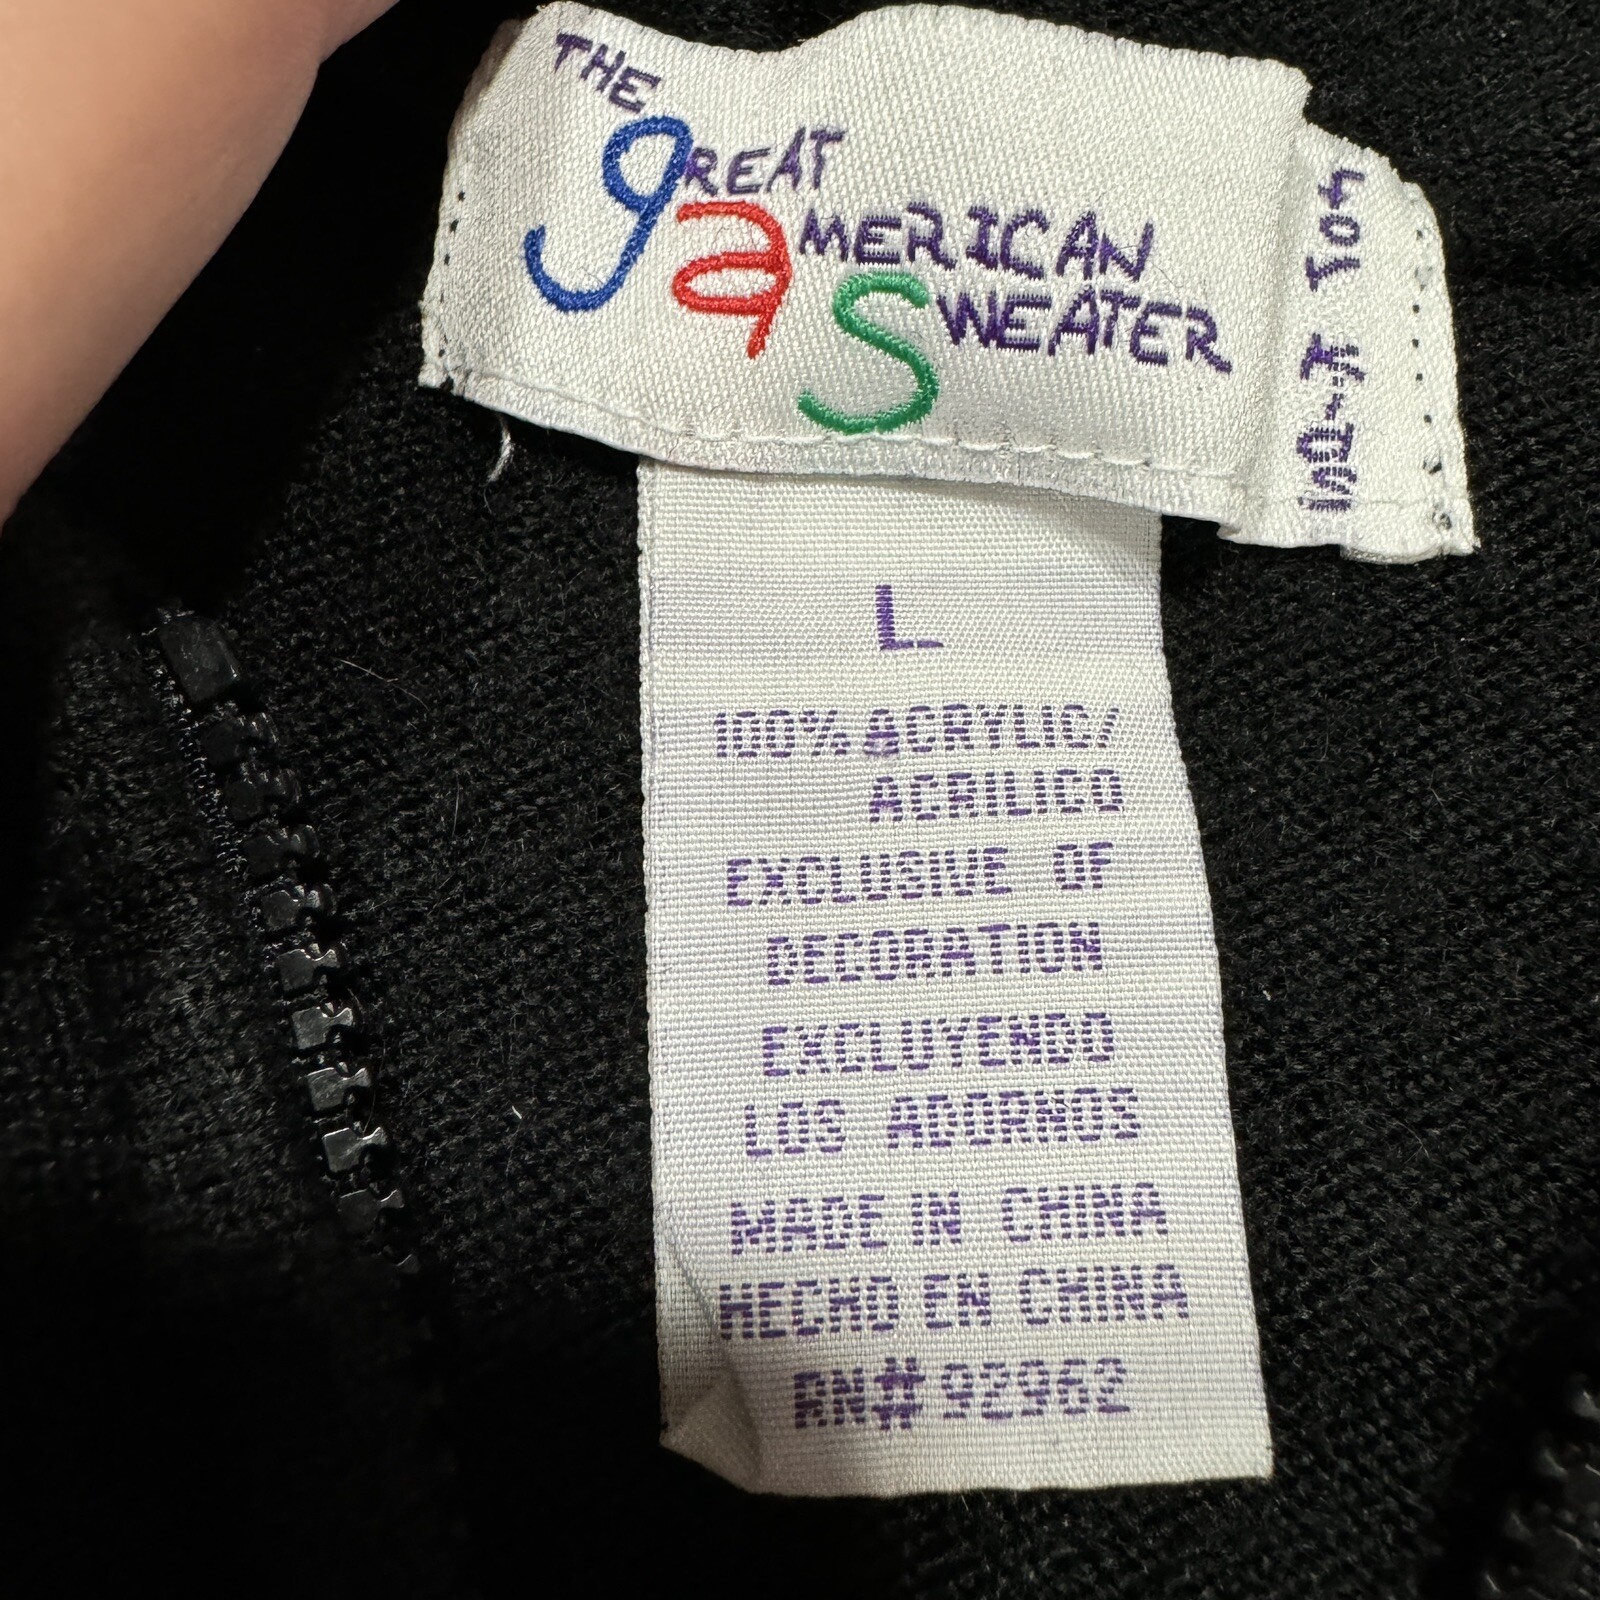 THE
gREAT
aMERICAN
SWEATER
L
100% ACRYLIC/
ACRILICO
EXCLUSIVE OF
DECORATION
EXCLUYENDO
LOS ADORNOS
MADE IN CHINA
HECHO EN CHINA
RN# 92962